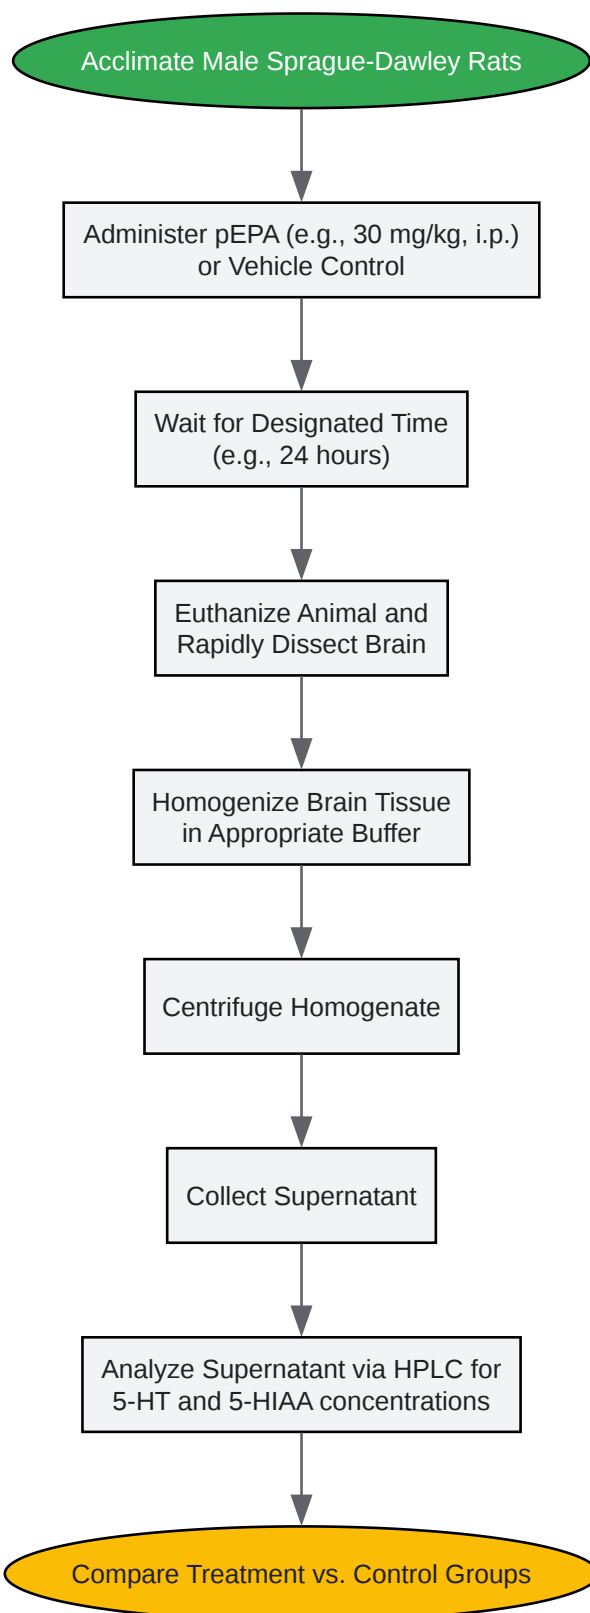 Acclimate Male Sprague-Dawley Rats
Administer pEPA (e.g., 30 mg/kg, i.p.)
or Vehicle Control
Wait for Designated Time
(e.g., 24 hours)
Euthanize Animal and
Rapidly Dissect Brain
Homogenize Brain Tissue
in Appropriate Buffer
Centrifuge Homogenate
Collect Supernatant
Analyze Supernatant via HPLC for
5-HT and 5-HIAA concentrations
Compare Treatment vs. Control Groups